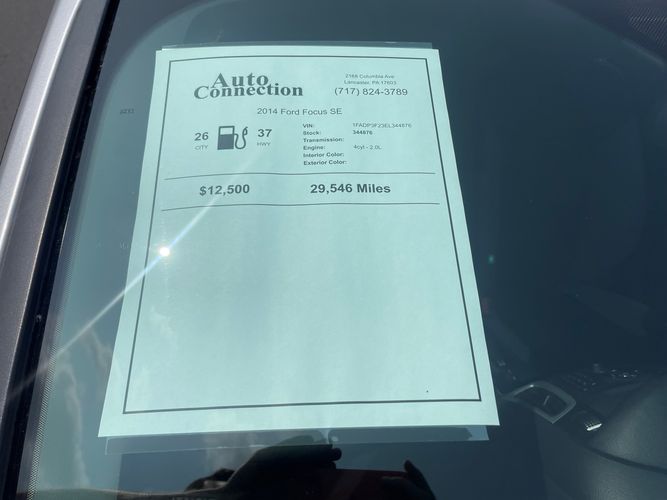 Auto
Connection
2168 Columbia Ave
Lancaster, PA 17603
(717) 824-3789
2014 Ford Focus SE
26
CITY
37
HWY
VIN: 1FADP3F23EL344876
Stock: 344876
Transmission:
Engine: 4cyl - 2.0L
Interior Color:
Exterior Color:
$12,500 29,546 Miles